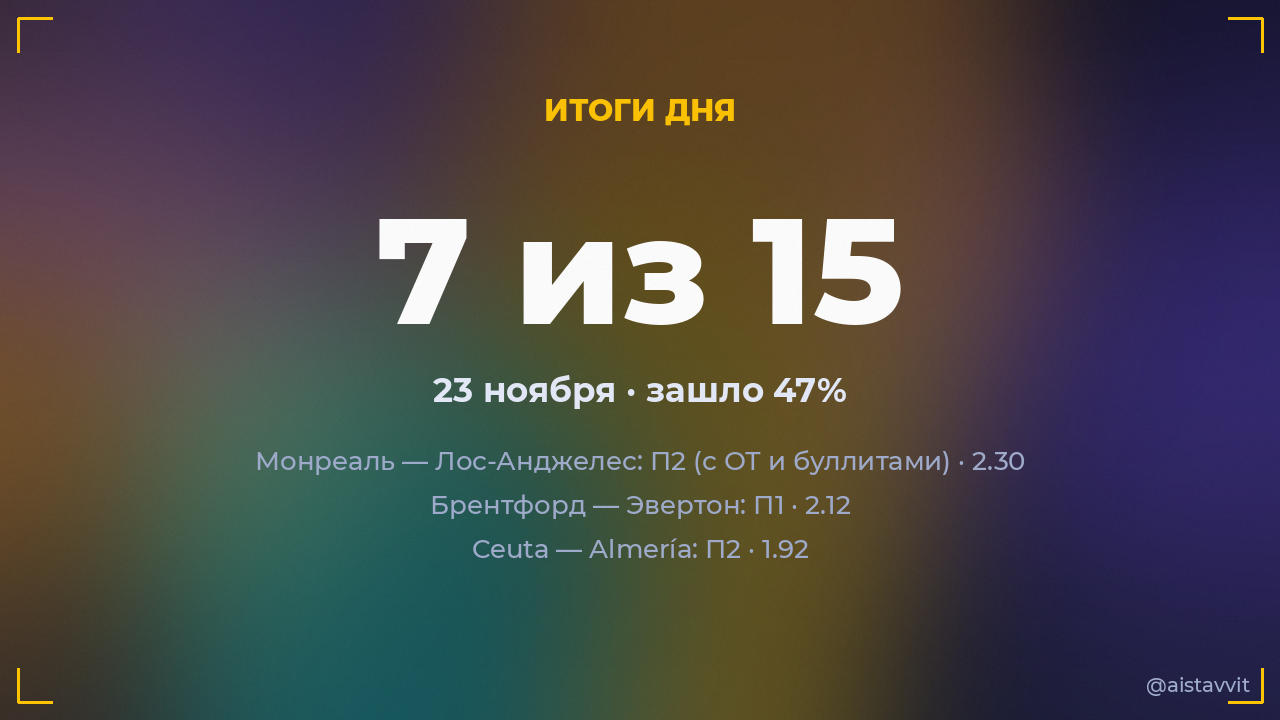 ИТОГИ ДНЯ
7 из 15
23 ноября · зашло 47%
Монреаль — Лос-Анджелес: П2 (с ОТ и буллитами) · 2.30
Брентфорд — Эвертон: П1 · 2.12
Ceuta — Almería: П2 · 1.92
@aistavvit